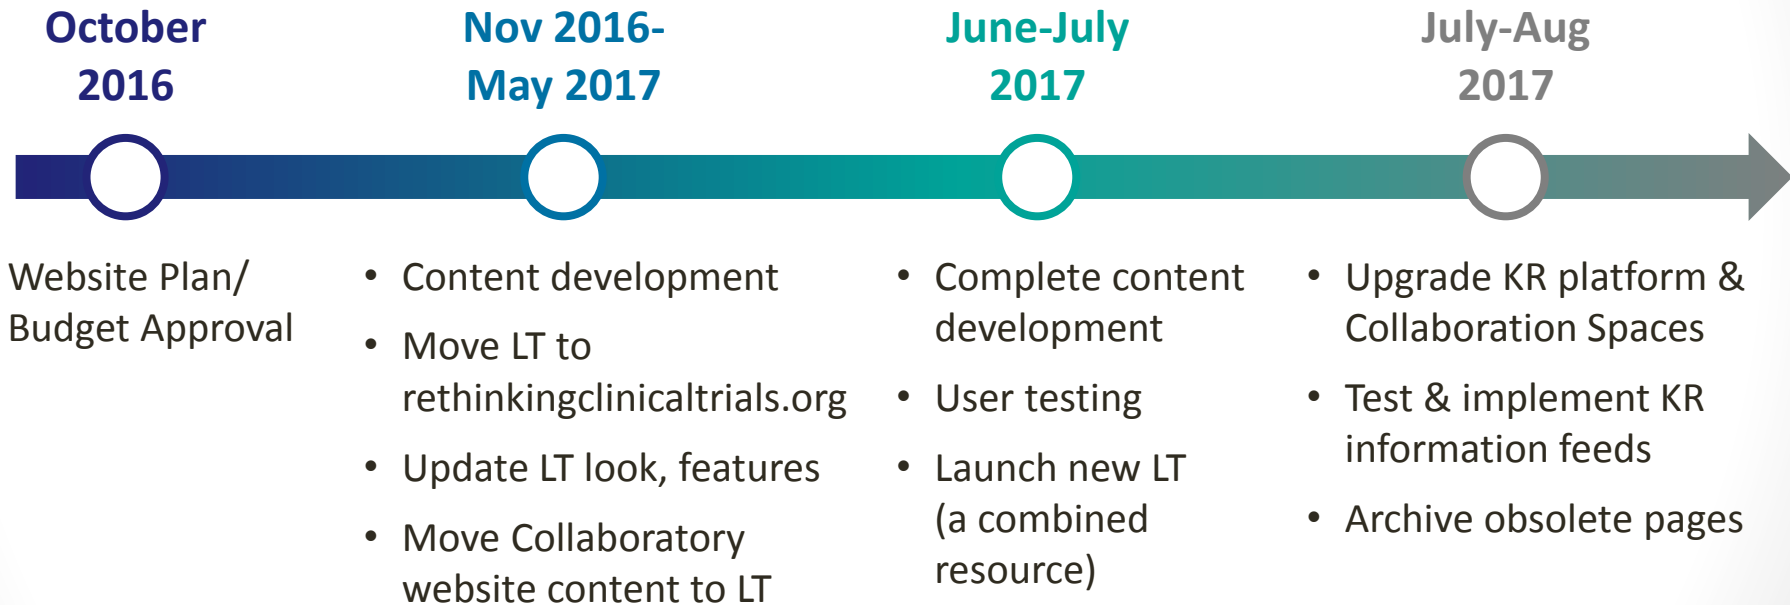 October
2016
Nov 2016-
May 2017
June-July
2017
July-Aug
2017
Website Plan/
Budget Approval
• Content development
• Move LT to
rethinkingclinicaltrials.org
• Update LT look, features
• Move Collaboratory
website content to LT
• Complete content
development
• User testing
• Launch new LT
(a combined
resource)
• Upgrade KR platform &
Collaboration Spaces
• Test & implement KR
information feeds
• Archive obsolete pages